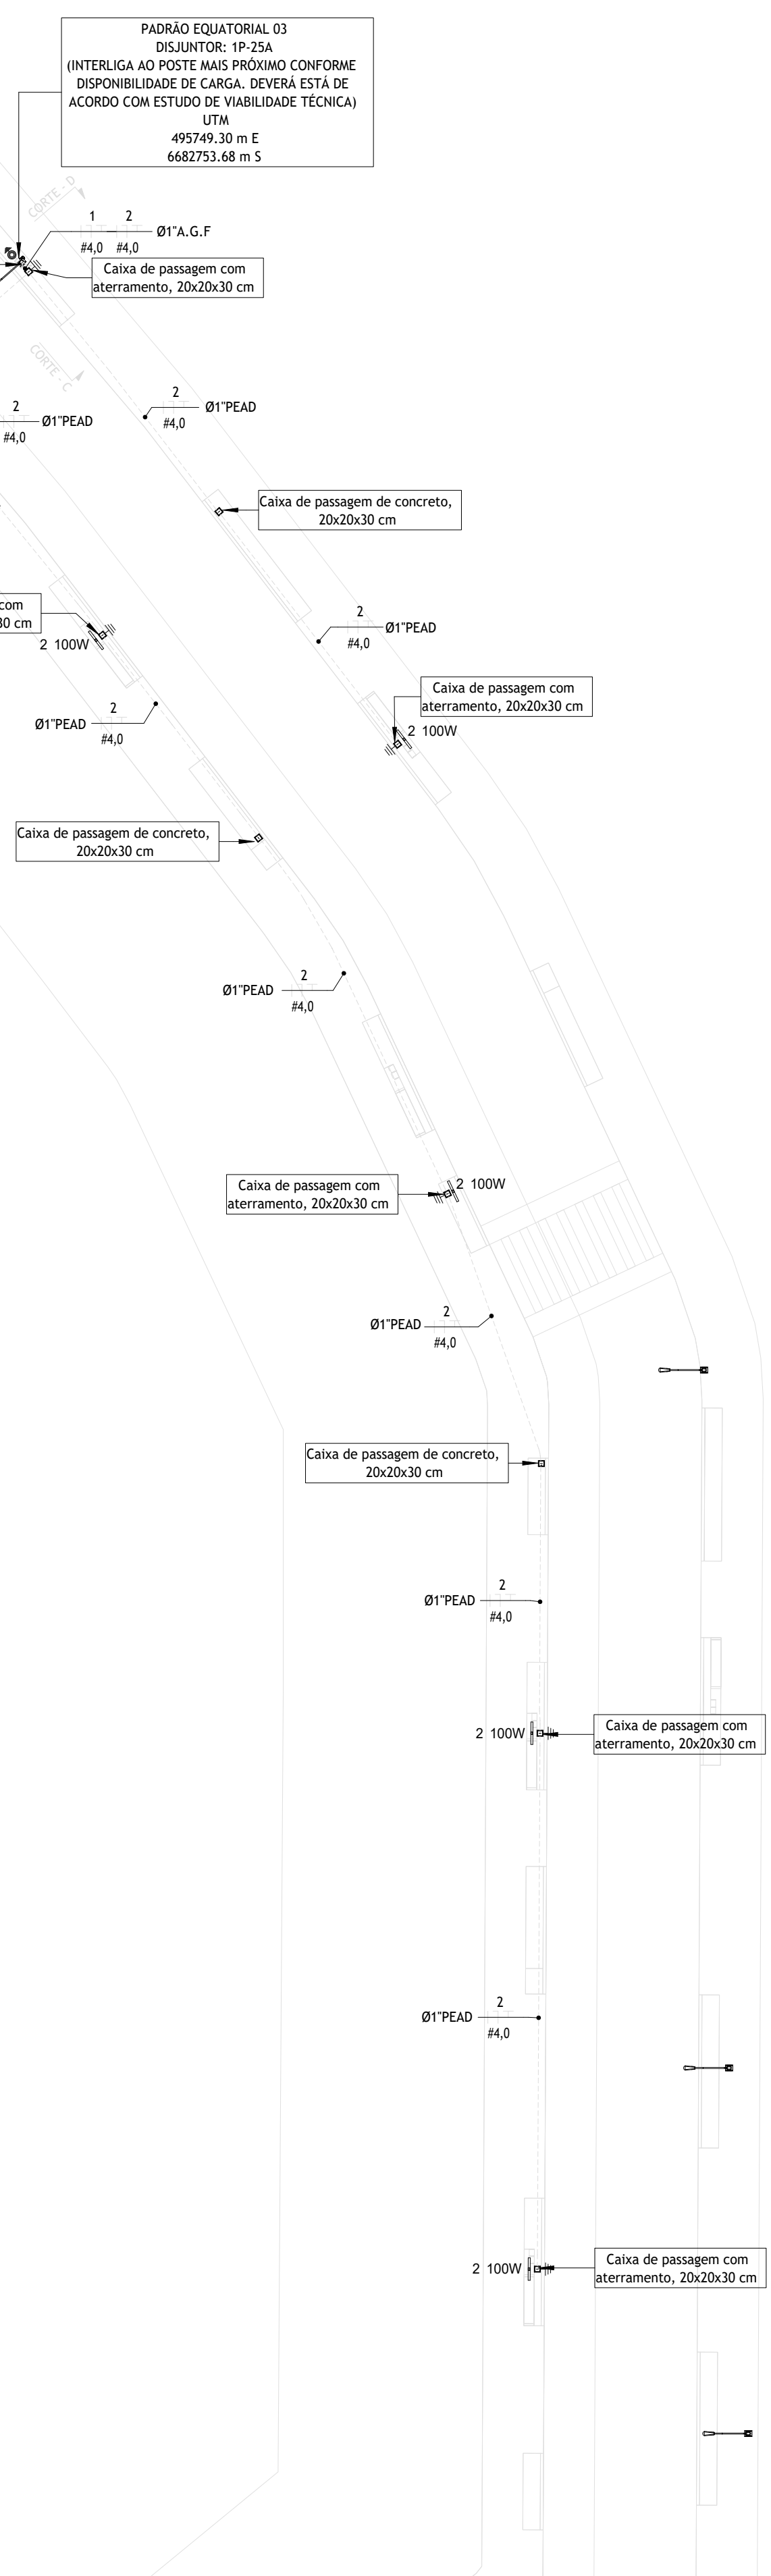 PADRÃO EQUATORIAL 03
DISJUNTOR: 1P-25A
(INTERLIGA AO POSTE MAIS PRÓXIMO CONFORME
DISPONIBILIDADE DE CARGA. DEVERÁ ESTÁ DE
ACORDO COM ESTUDO DE VIABILIDADE TÉCNICA)
UTM
495749.30 m E
6682753.68 m S
CORTE - D
1 2
Ø1"A.G.F
#4,0 #4,0
Caixa de passagem com
aterramento, 20x20x30 cm
CORTE - C
2
Ø1"PEAD
#4,0
2
Ø1"PEAD
#4,0
Caixa de passagem de concreto,
20x20x30 cm
com
30 cm
2 100W
2
Ø1"PEAD
#4,0
Caixa de passagem com
aterramento, 20x20x30 cm
2 100W
2
Ø1"PEAD
#4,0
Caixa de passagem de concreto,
20x20x30 cm
2
Ø1"PEAD
#4,0
Caixa de passagem com
aterramento, 20x20x30 cm
2 100W
2
Ø1"PEAD
#4,0
Caixa de passagem de concreto,
20x20x30 cm
2
Ø1"PEAD
#4,0
2 100W
Caixa de passagem com
aterramento, 20x20x30 cm
2
Ø1"PEAD
#4,0
2 100W
Caixa de passagem com
aterramento, 20x20x30 cm